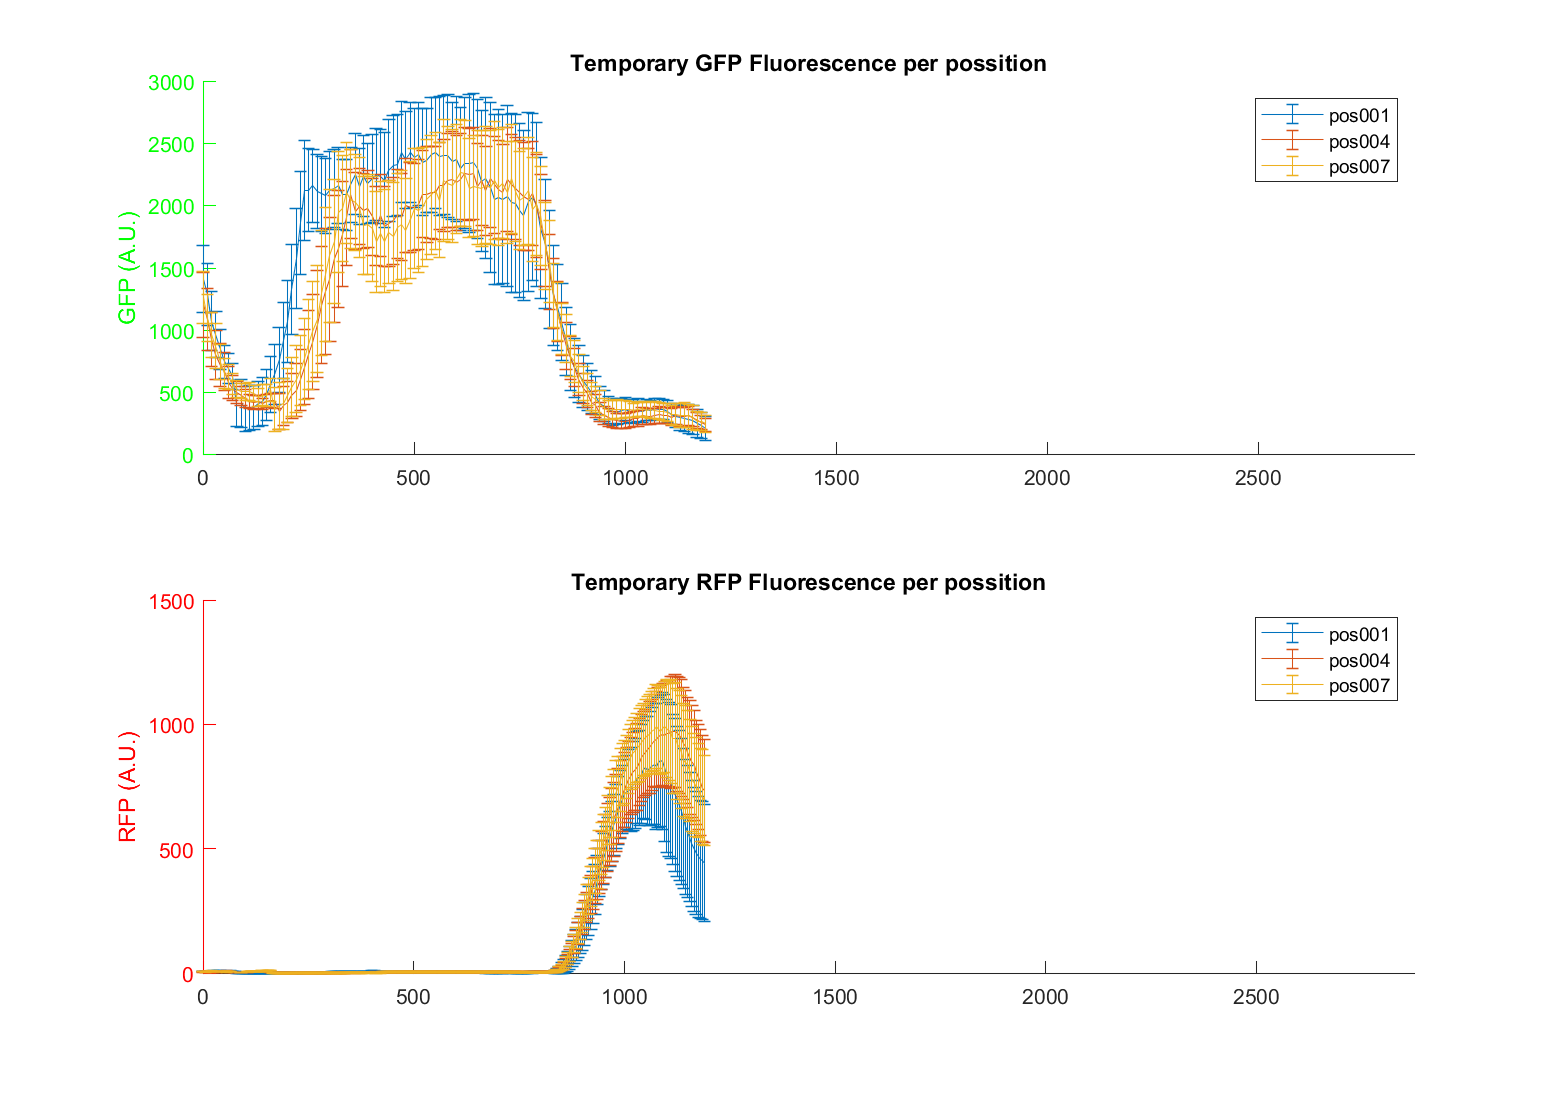 Temporary GFP Fluorescence per possition
3000
2500
2000
1500
1000
500
0
GFP (A.U.)
0 500 1000 1500 2000 2500
pos001
pos004
pos007
Temporary RFP Fluorescence per possition
1500
1000
500
0
RFP (A.U.)
0 500 1000 1500 2000 2500
pos001
pos004
pos007